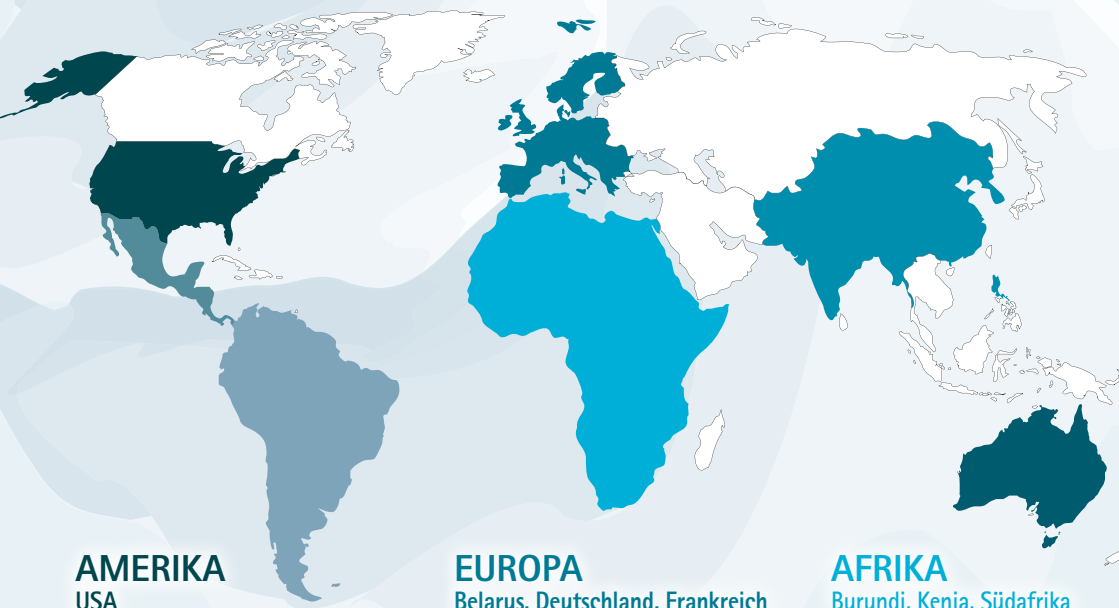 AMERIKA
USA
EUROPA
Belarus, Deutschland, Frankreich
AFRIKA
Burundi, Kenia, Südafrika